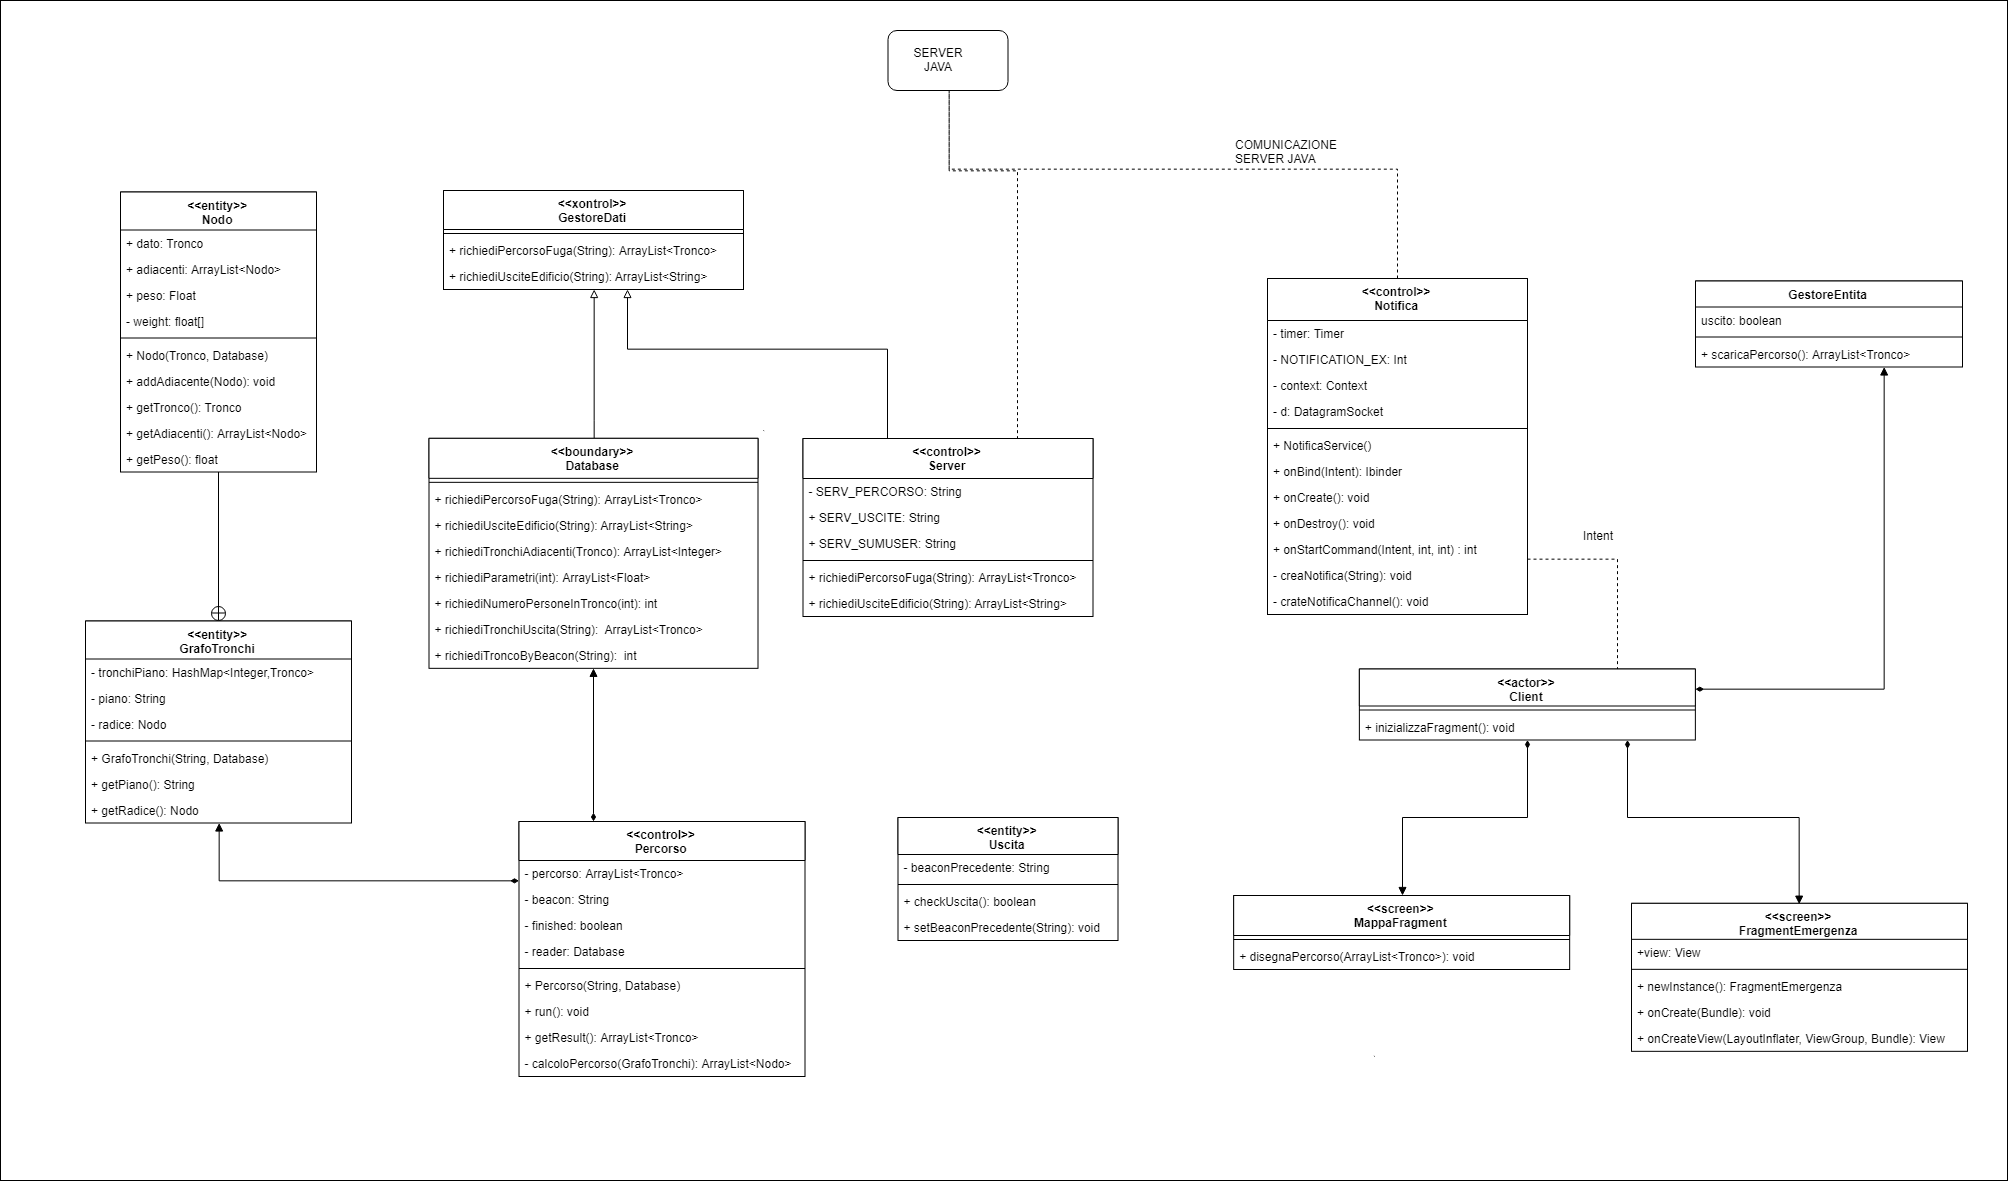 SERVER
JAVA
COMUNICAZIONE
SERVER JAVA
<<entity>>
Nodo
+ dato: Tronco
+ adiacenti: ArrayList<Nodo>
+ peso: Float
- weight: float[]
+ Nodo(Tronco, Database)
+ addAdiacente(Nodo): void
+ getTronco(): Tronco
+ getAdiacenti(): ArrayList<Nodo>
+ getPeso(): float
<<xontrol>>
GestoreDati
+ richiediPercorsoFuga(String): ArrayList<Tronco>
+ richiediUsciteEdificio(String): ArrayList<String>
<<control>>
Notifica
- timer: Timer
- NOTIFICATION_EX: Int
- context: Context
- d: DatagramSocket
+ NotificaService()
+ onBind(Intent): Ibinder
+ onCreate(): void
+ onDestroy(): void
+ onStartCommand(Intent, int, int) : int
- creaNotifica(String): void
- crateNotificaChannel(): void
GestoreEntita
uscito: boolean
+ scaricaPercorso(): ArrayList<Tronco>
<<boundary>>
Database
+ richiediPercorsoFuga(String): ArrayList<Tronco>
+ richiediUsciteEdificio(String): ArrayList<String>
+ richiediTronchiAdiacenti(Tronco): ArrayList<Integer>
+ richiediParametri(int): ArrayList<Float>
+ richiediNumeroPersoneInTronco(int): int
+ richiediTronchiUscita(String):  ArrayList<Tronco>
+ richiediTroncoByBeacon(String):  int
<<control>>
Server
- SERV_PERCORSO: String
+ SERV_USCITE: String
+ SERV_SUMUSER: String
+ richiediPercorsoFuga(String): ArrayList<Tronco>
+ richiediUsciteEdificio(String): ArrayList<String>
Intent
<<entity>>
GrafoTronchi
- tronchiPiano: HashMap<Integer,Tronco>
- piano: String
- radice: Nodo
+ GrafoTronchi(String, Database)
+ getPiano(): String
+ getRadice(): Nodo
<<actor>>
Client
+ inizializzaFragment(): void
<<control>>
Percorso
- percorso: ArrayList<Tronco>
- beacon: String
- finished: boolean
- reader: Database
+ Percorso(String, Database)
+ run(): void
+ getResult(): ArrayList<Tronco>
- calcoloPercorso(GrafoTronchi): ArrayList<Nodo>
<<entity>>
Uscita
- beaconPrecedente: String
+ checkUscita(): boolean
+ setBeaconPrecedente(String): void
<<screen>>
MappaFragment
+ disegnaPercorso(ArrayList<Tronco>): void
<<screen>>
FragmentEmergenza
+view: View
+ newInstance(): FragmentEmergenza
+ onCreate(Bundle): void
+ onCreateView(LayoutInflater, ViewGroup, Bundle): View